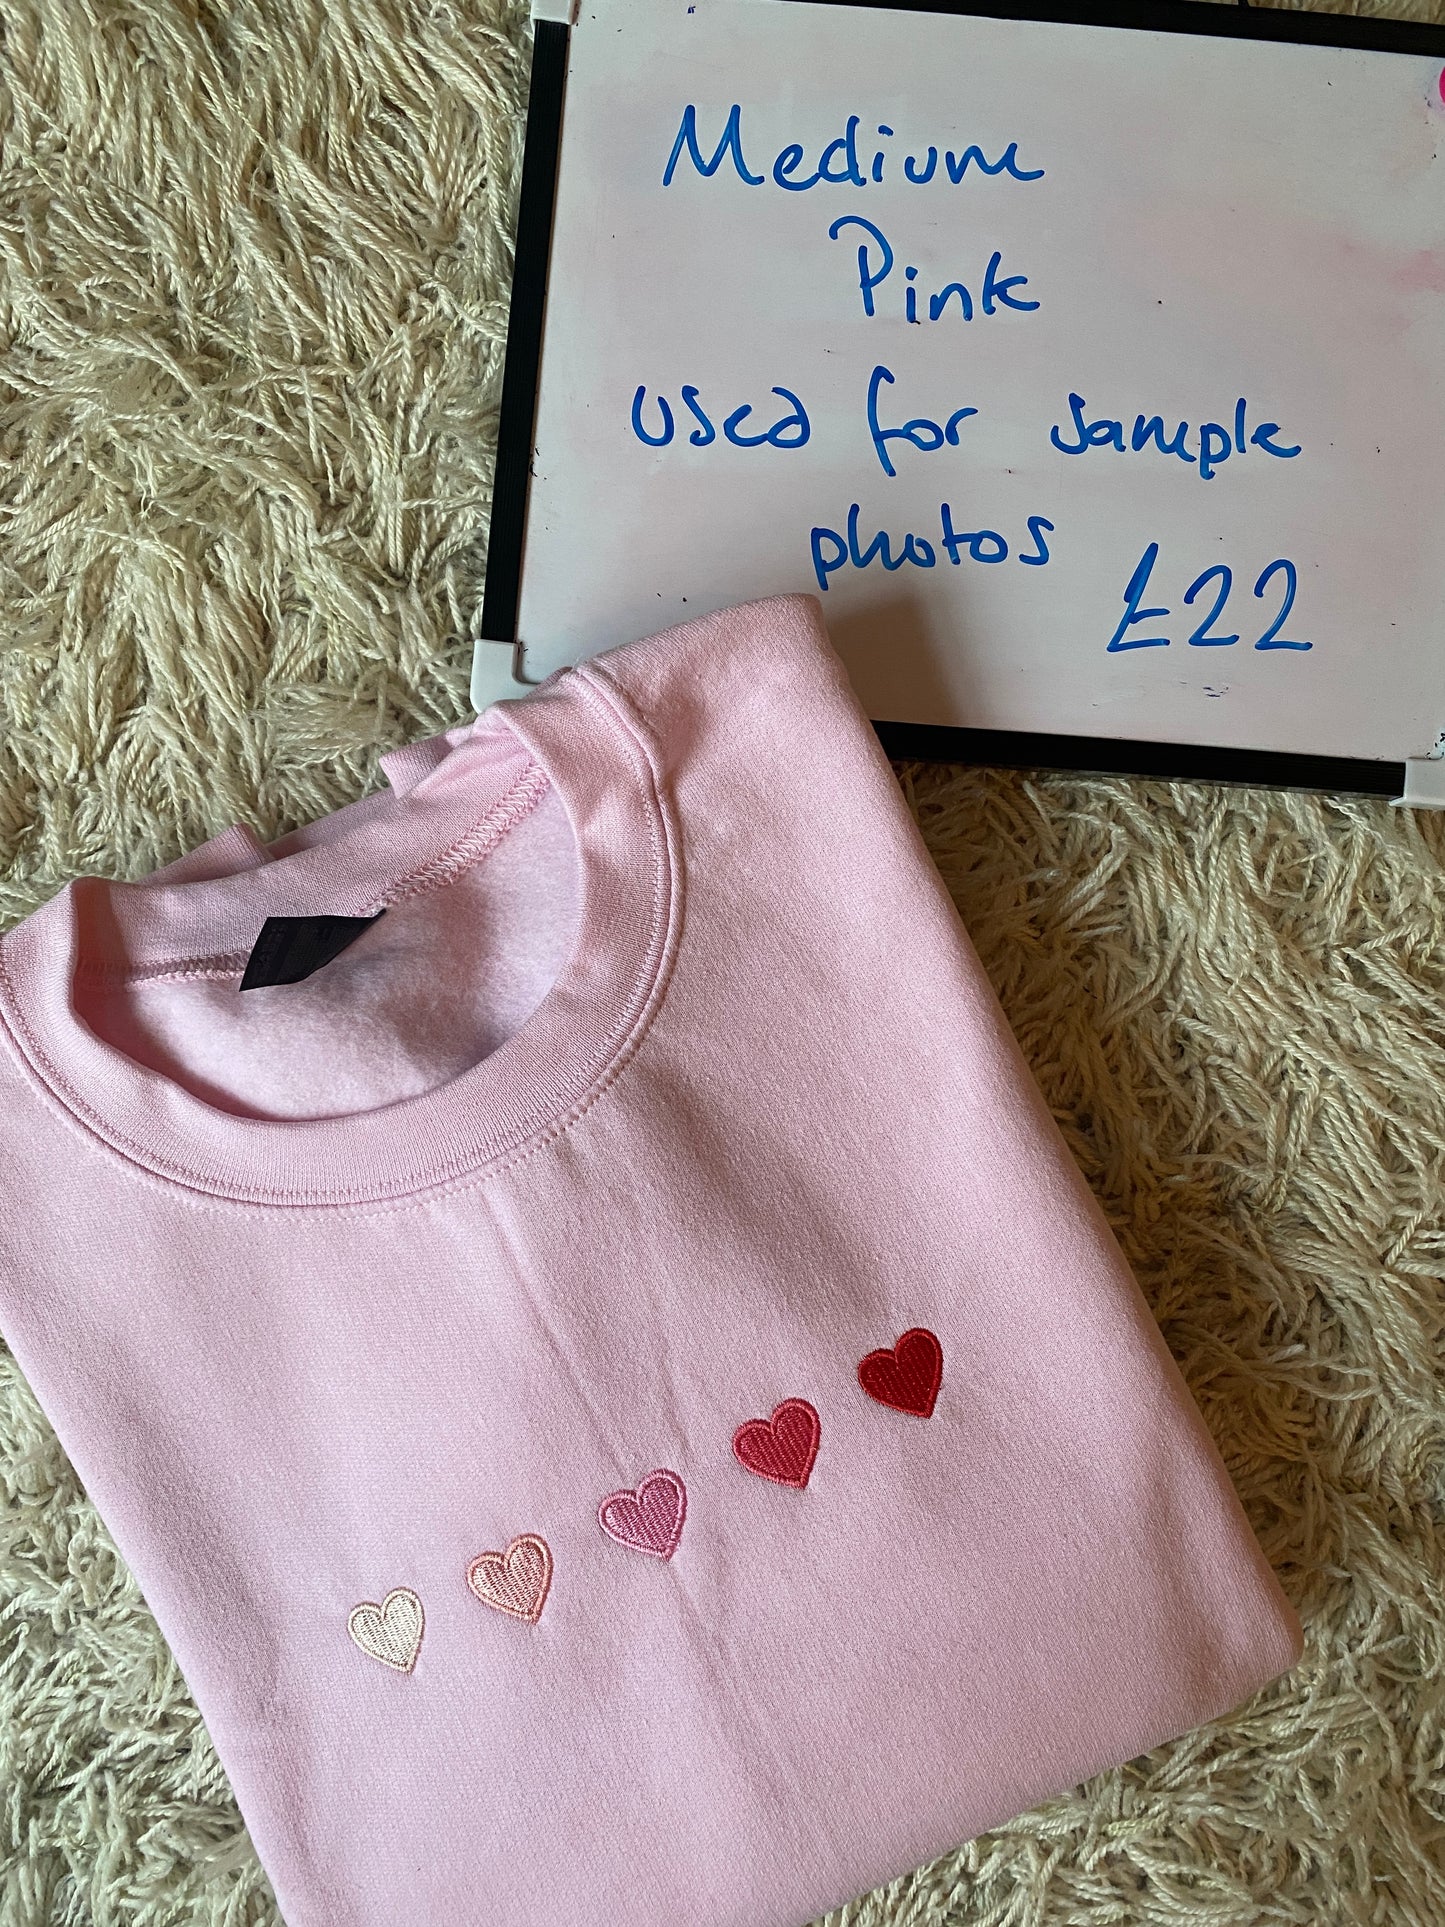 Medium
Pink
Used for sample
photos £22